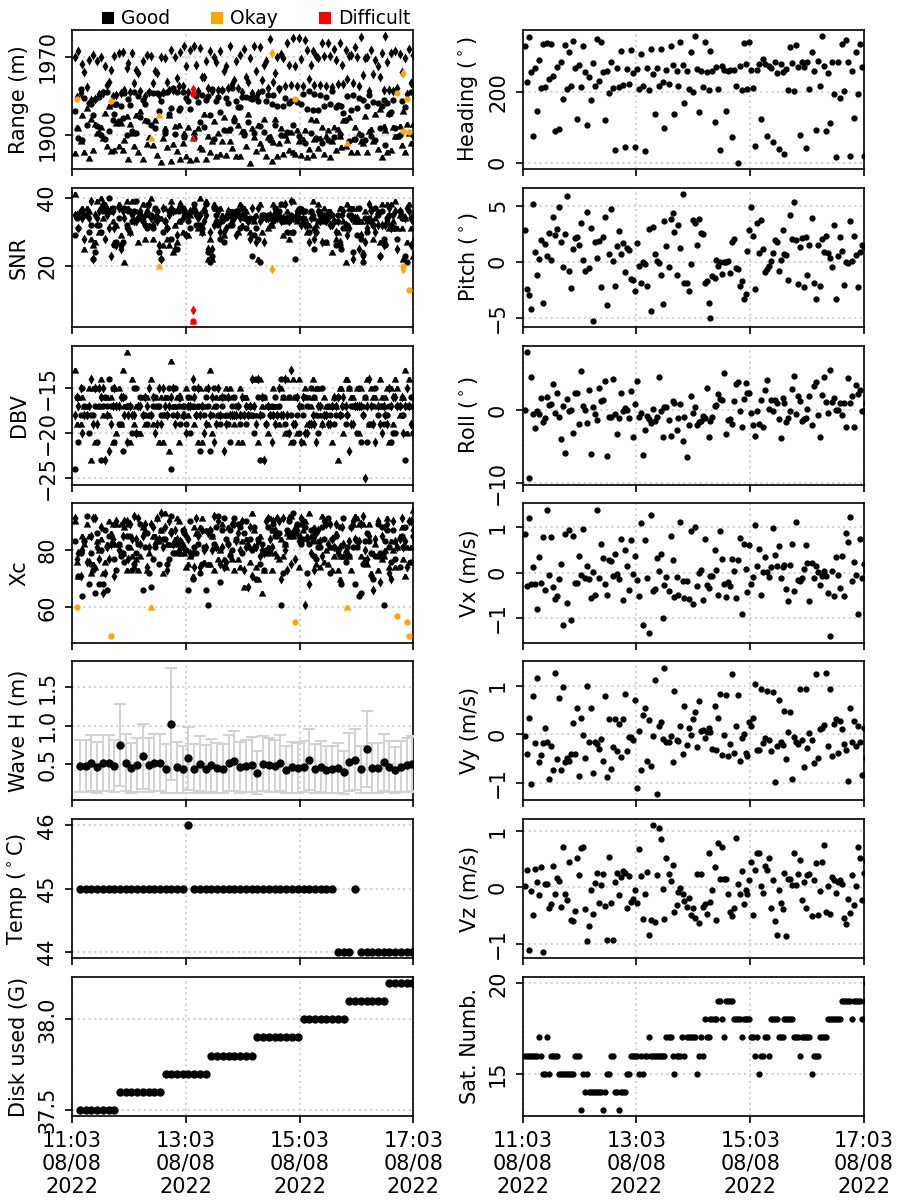 Good Okay Difficult
Range (m)
1970
1900
Heading (°)
200
0
SNR
40
20
Pitch (°)
5
0
−5
DBV
−15
−20
−25
Roll (°)
0
−10
Xc
80
60
Vx (m/s)
1
0
−1
Wave H (m)
1.5
1.0
0.5
Vy (m/s)
1
0
−1
Temp (°C)
46
45
44
Vz (m/s)
1
0
−1
Disk used (G)
38.0
37.5
Sat. Numb.
20
15
11:03 13:03 15:03 17:03
08/08 08/08 08/08 08/08
2022 2022 2022 2022
11:03 13:03 15:03 17:03
08/08 08/08 08/08 08/08
2022 2022 2022 2022